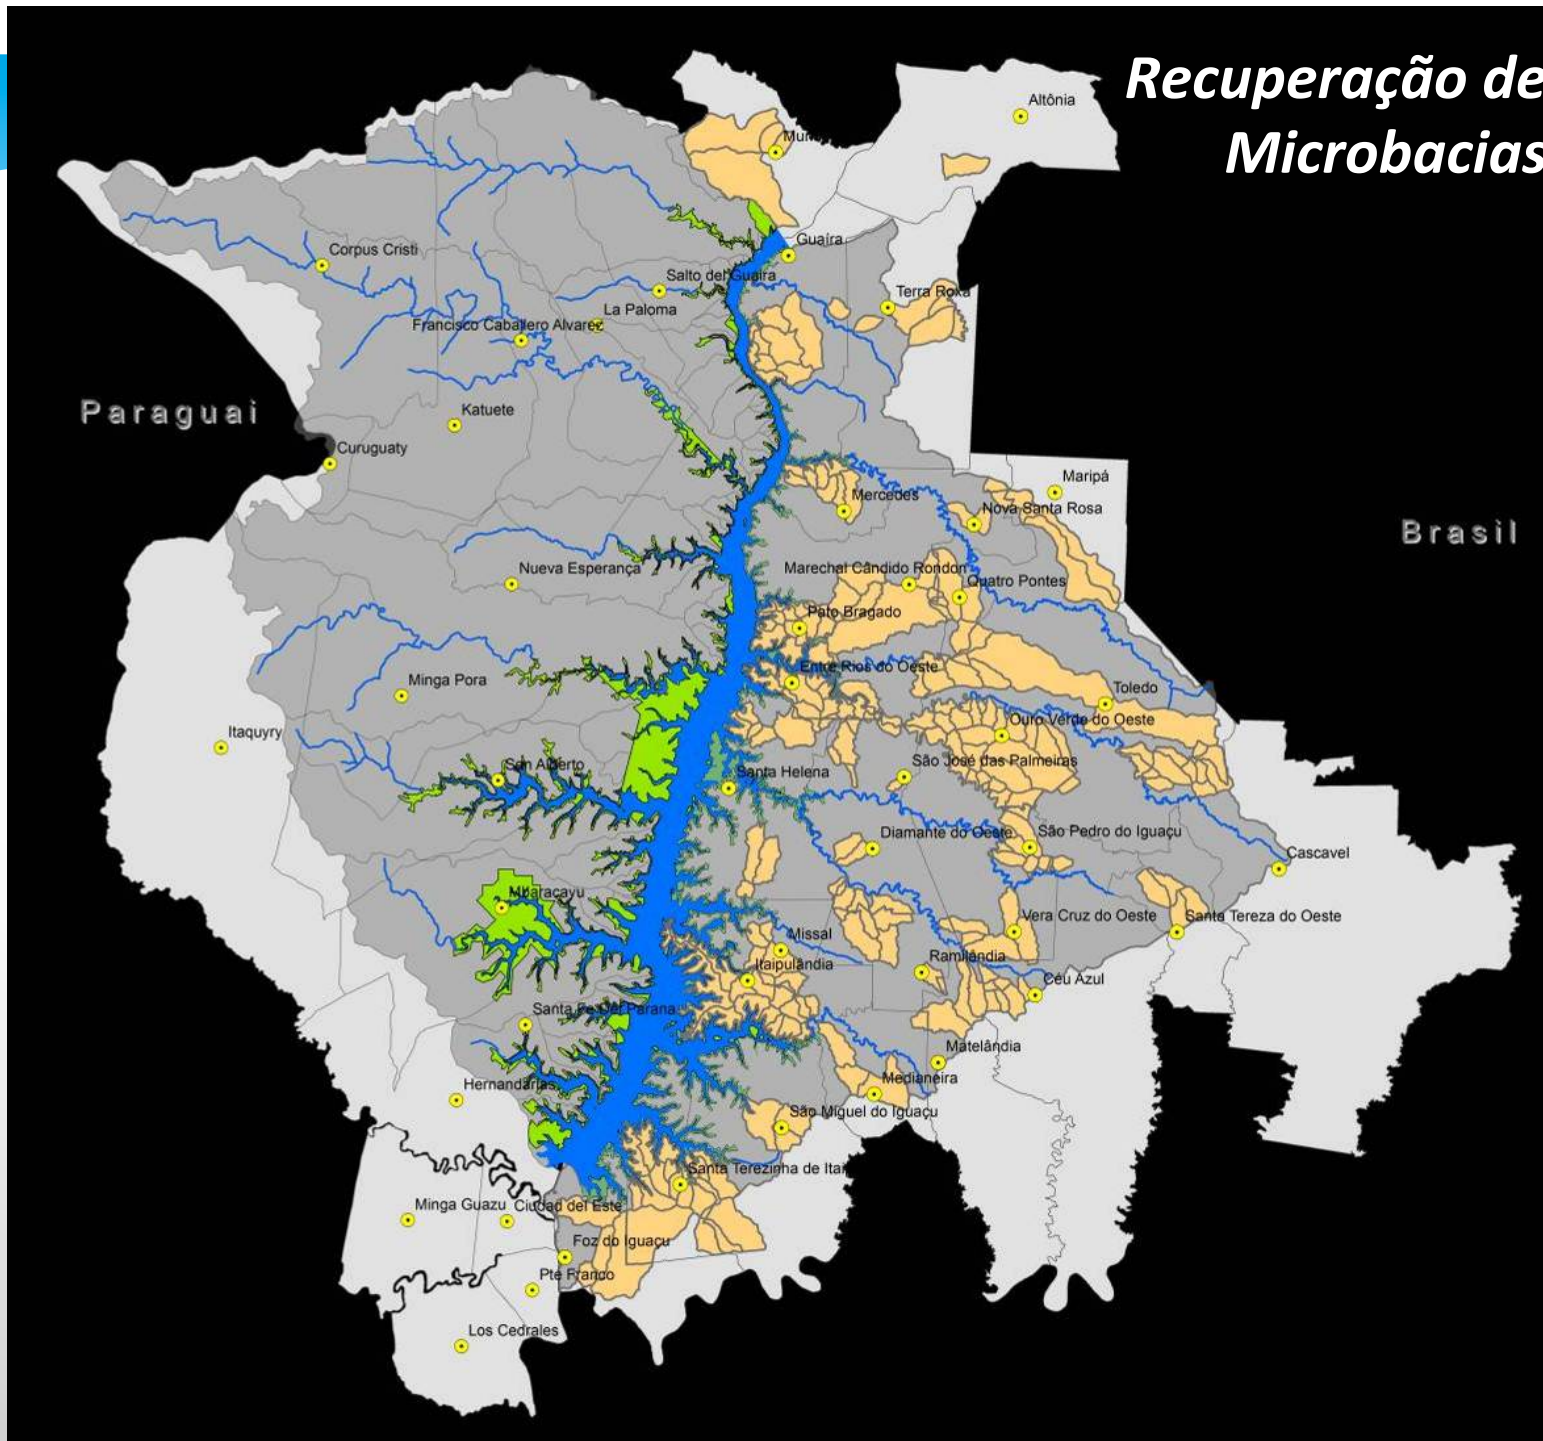 Recuperação de
Microbacias
Altônia
Corpus Cristi
Guaíra
Salto del Guaira
Terra Roxa
La Paloma
Francisco Caballero Alvarez
Paraguai
Katuete
Curuguaty
Maripá
Mercedes
Nova Santa Rosa
Brasil
Nueva Esperança
Marechal Cândido Rondon
Quatro Pontes
Pato Bragado
Entre Rios do Oeste
Minga Pora
Toledo
Ouro Verde do Oeste
Itaquyry
San Alberto
São José das Palmeiras
Santa Helena
Diamante do Oeste
São Pedro do Iguaçu
Cascavel
Mbaracayu
Vera Cruz do Oeste
Santa Tereza do Oeste
Missal
Ramilândia
Itaipulândia
Céu Azul
Santa Fe Del Parana
Matelândia
Hernandarias
Medianeira
São Miguel do Iguaçu
Santa Terezinha de Itai
Minga Guazu
Ciudad del Este
Foz do Iguaçu
Pte Franco
Los Cedrales